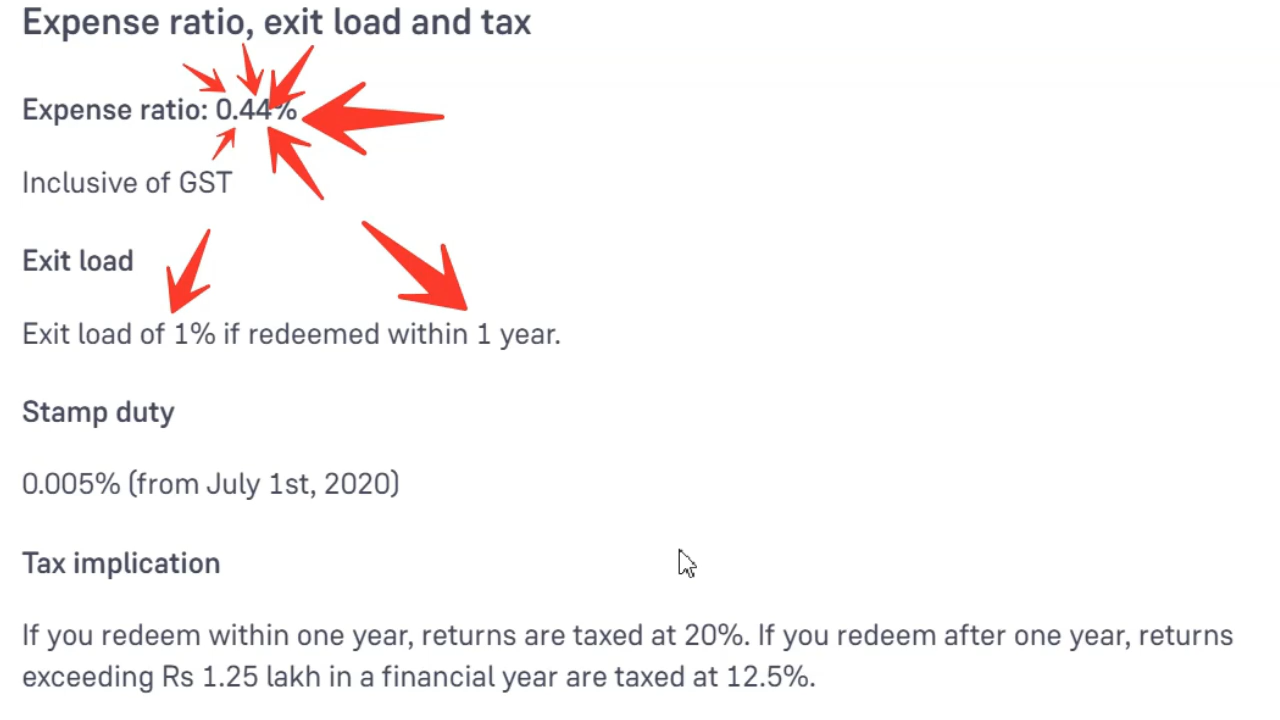 Expense ratio, exit load and tax
Expense ratio: 0.44%
Inclusive of GST
Exit load
Exit load of 1% if redeemed within 1 year.
Stamp duty
0.005% (from July 1st, 2020)
Tax implication
If you redeem within one year, returns are taxed at 20%. If you redeem after one year, returns
exceeding Rs 1.25 lakh in a financial year are taxed at 12.5%.